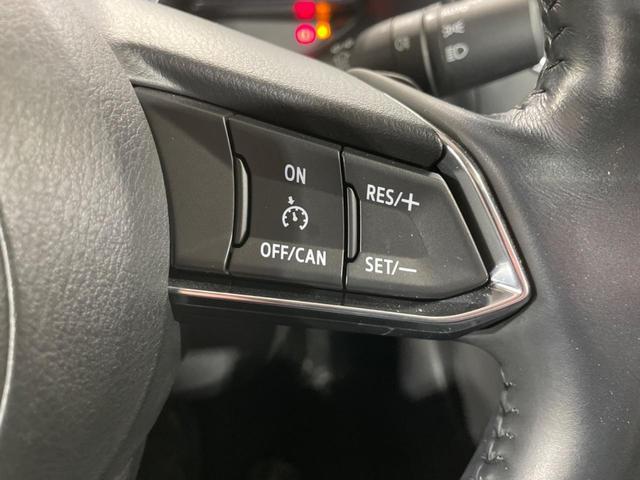 ON
OFF/CAN
RES/+
SET/−